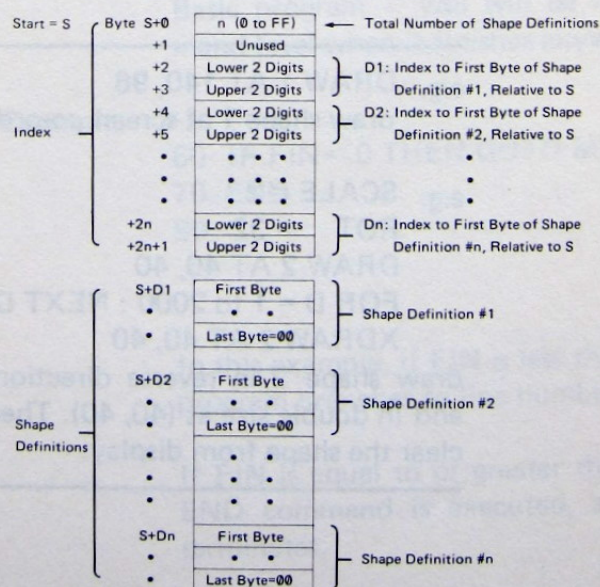 Start = S Byte S+0 n (0 to FF) Total Number of Shape Definitions
+1 Unused
+2 Lower 2 Digits D1: Index to First Byte of Shape
+3 Upper 2 Digits Definition #1, Relative to S
+4 Lower 2 Digits D2: Index to First Byte of Shape
+5 Upper 2 Digits Definition #2, Relative to S
Index
+2n Lower 2 Digits Dn: Index to First Byte of Shape
+2n+1 Upper 2 Digits Definition #n, Relative to S
S+D1 First Byte
Shape Definition #1
Last Byte=00
S+D2 First Byte
Shape Definition #2
Last Byte=00
Shape
Definitions
S+Dn First Byte
Shape Definition #n
Last Byte=00